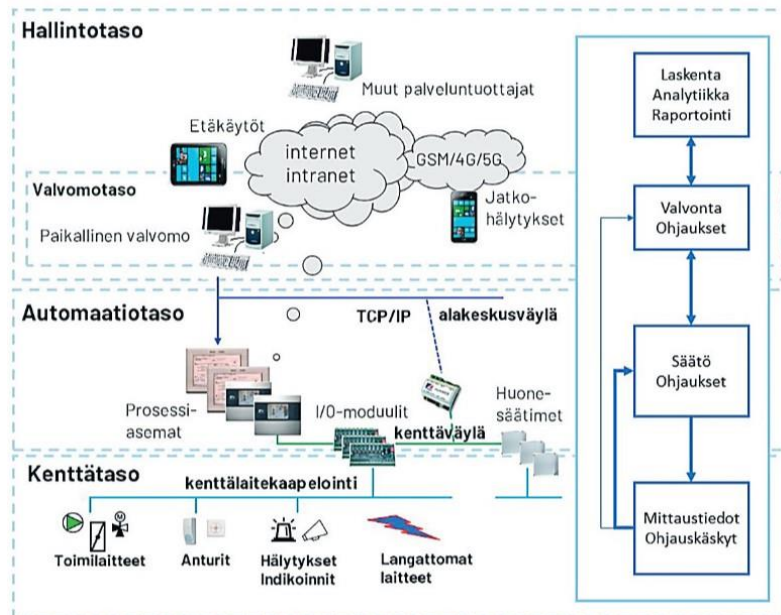 Hallintotaso
Muut palveluntuottajat
Etäkäytöt
internet
intranet
GSM/4G/5G
Valvomotaso
Paikallinen valvomo
Jatko-
hälytykset
Automaatiotaso
TCP/IP
alakeskusväylä
Prosessi-
asemat
I/O-moduulit
kenttäväylä
Huone-
säätimet
Kenttätaso
kenttälaitekaapelointi
M
Toimilaitteet
Anturit
Hälytykset
Indikoinnit
Langattomat
laitteet
Laskenta
Analytiikka
Raportointi
Valvonta
Ohjaukset
Säätö
Ohjaukset
Mittaustiedot
Ohjauskäskyt